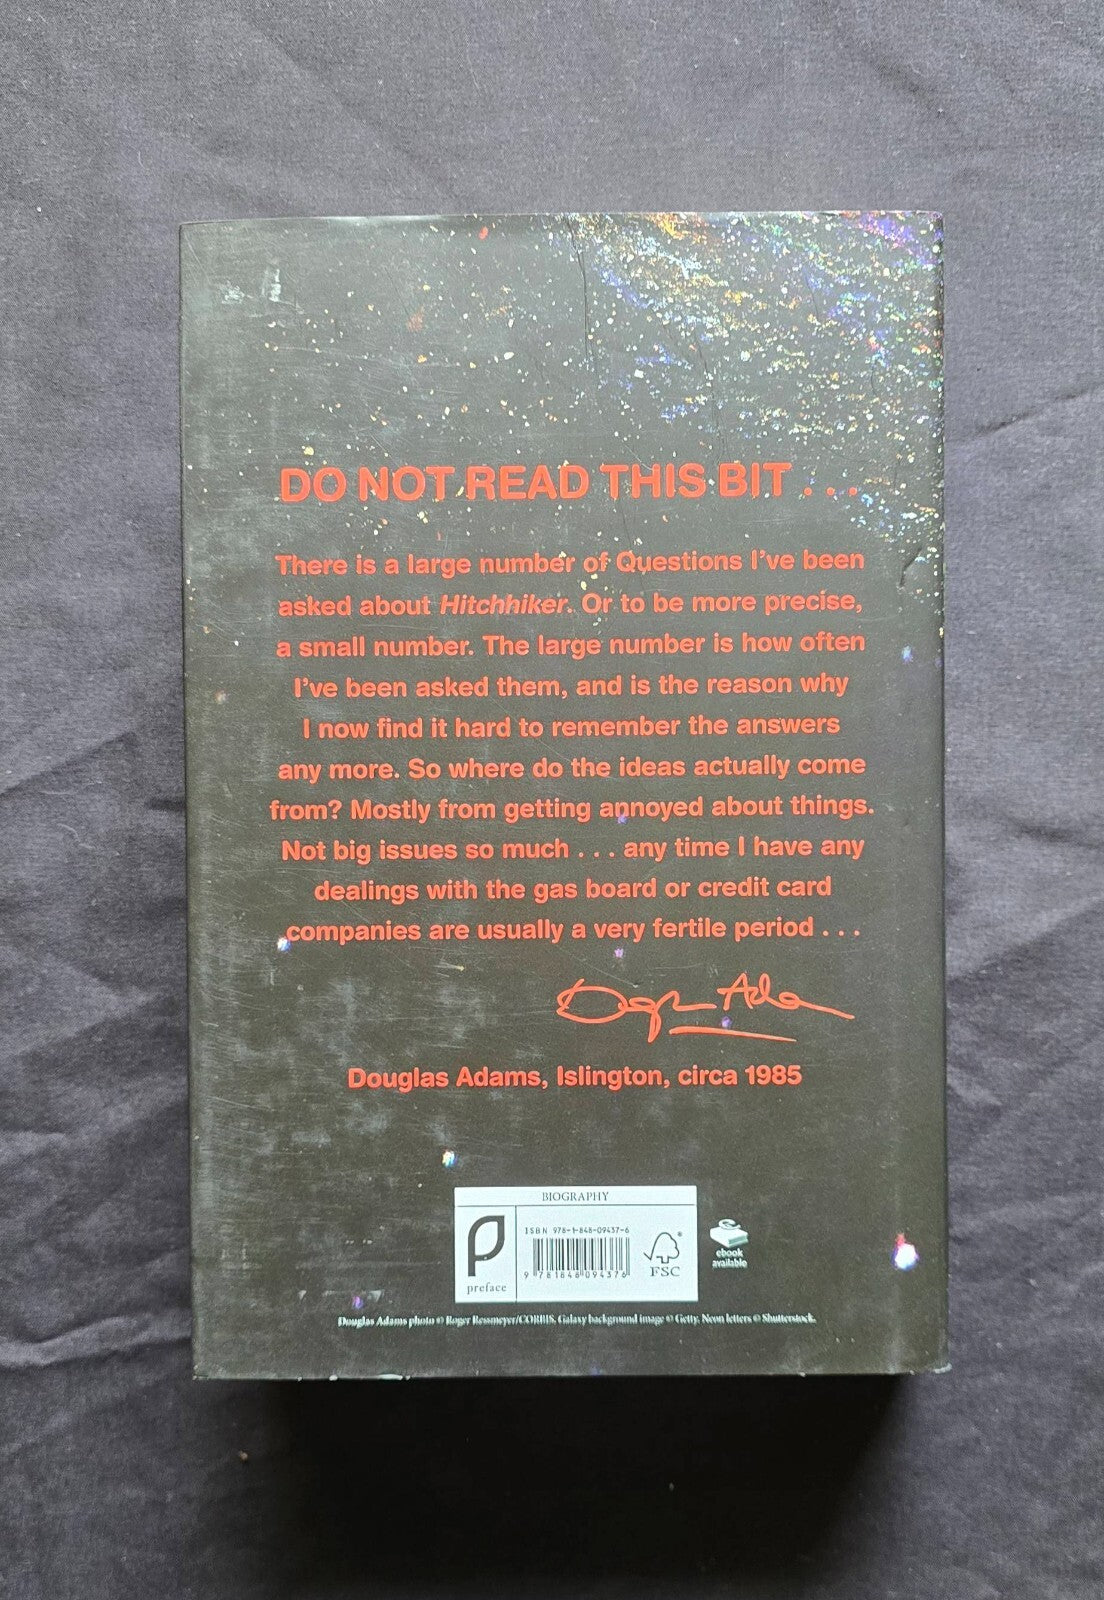 DO NOT READ THIS BIT . . .
There is a large number of Questions I've been
asked about Hitchhiker. Or to be more precise,
a small number. The large number is how often
I've been asked them, and is the reason why
I now find it hard to remember the answers
any more. So where do the ideas actually come
from? Mostly from getting annoyed about things.
Not big issues so much . . . any time I have any
dealings with the gas board or credit card
companies are usually a very fertile period . . .
Douglas Adams
Douglas Adams, Islington, circa 1985
BIOGRAPHY
ISBN 978-1-848-09437-6
9 781848 094376
preface
FSC
ebook
available
Douglas Adams photo © Roger Ressmeyer/CORBIS. Galaxy background image © Getty. Neon letters © Shutterstock.